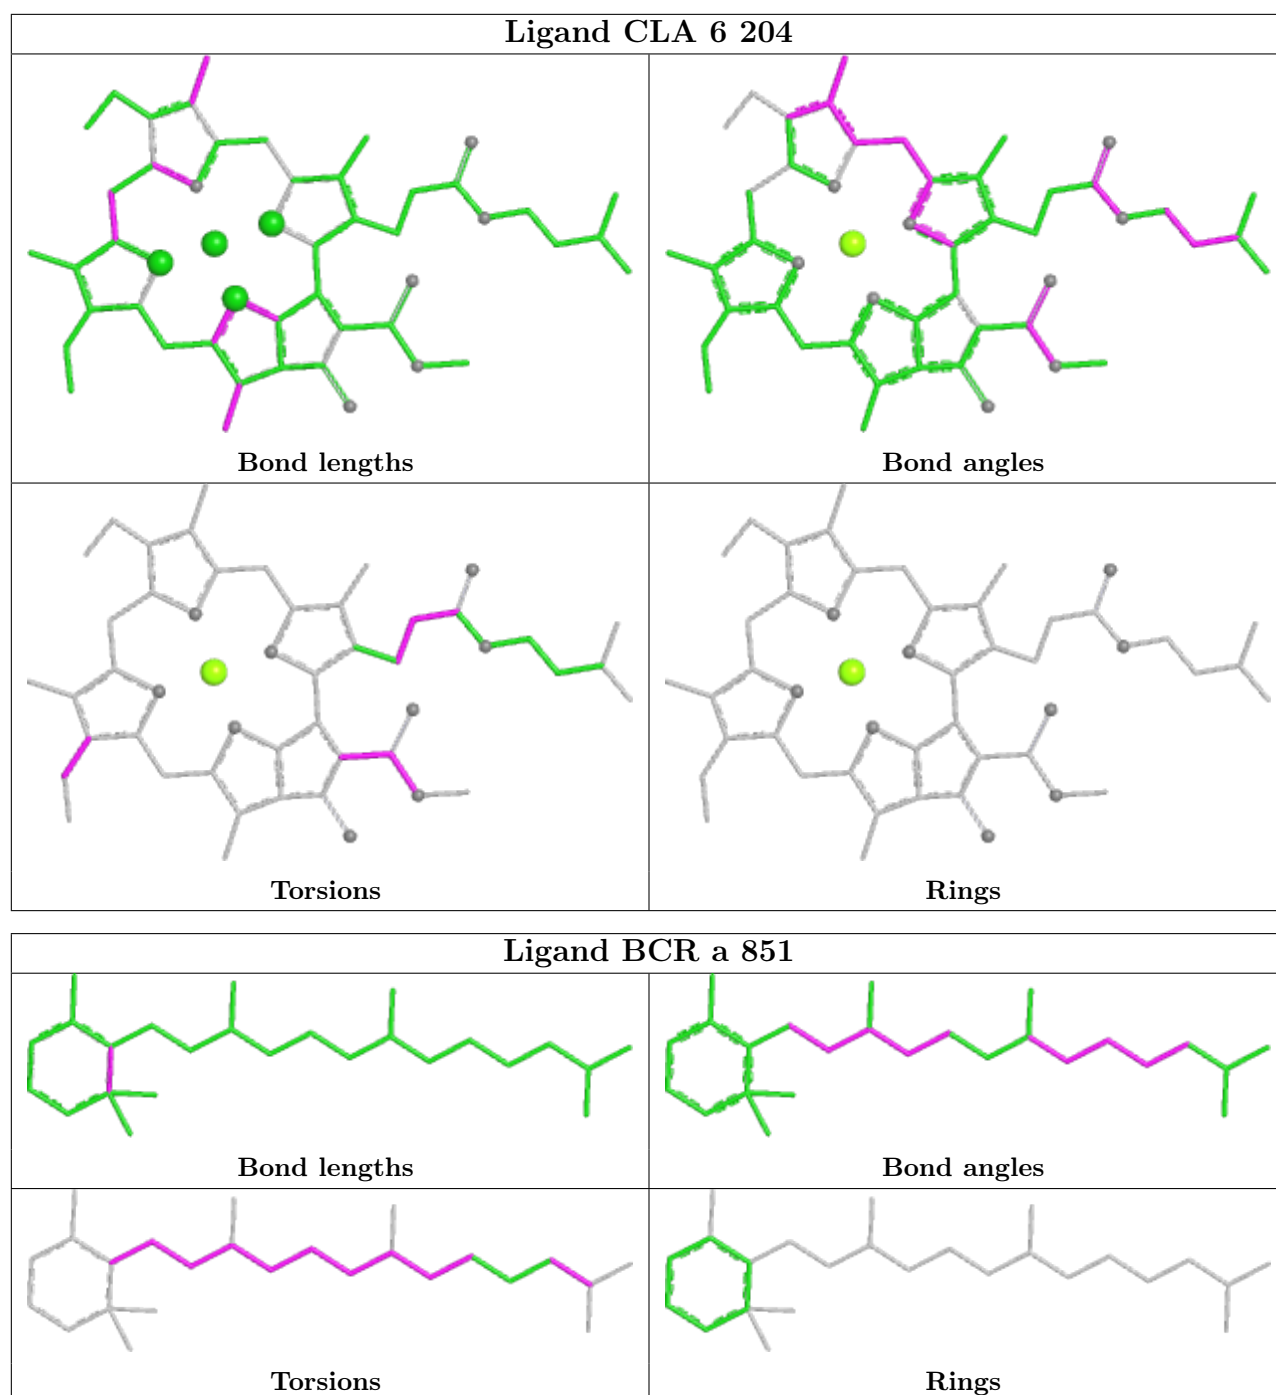 Ligand CLA 6 204
Bond lengths
Bond angles
Torsions
Rings
Ligand BCR a 851
Bond lengths
Bond angles
Torsions
Rings